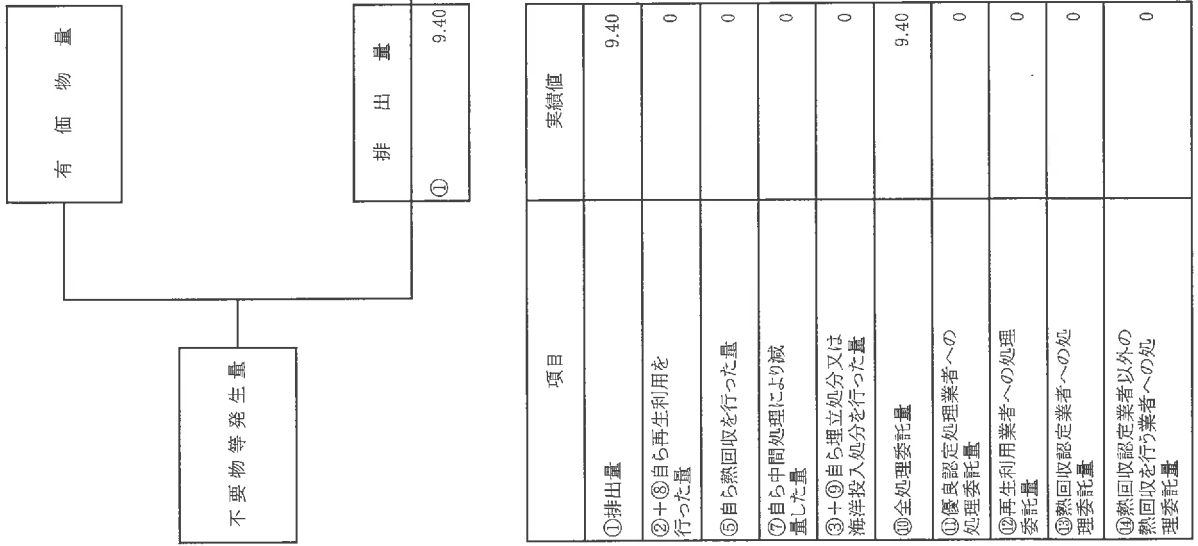 不要物等発生量
有価物量
排出量
① 9.40
項目 実績値
①排出量 9.40
②+⑧自ら再生利用を
行った量 0
⑤自ら熱回収を行った量 0
⑦自ら中間処理により減
量した量 0
③+⑨自ら埋立処分又は
海洋投入処分を行った量 0
⑩全処理委託量 9.40
⑪優良認定処理業者への
処理委託量 0
⑫再生利用業者への処理
委託量 0
⑬熱回収認定業者への処
理委託量 0
⑭熱回収認定業者以外の
熱回収を行う業者への処
理委託量 0